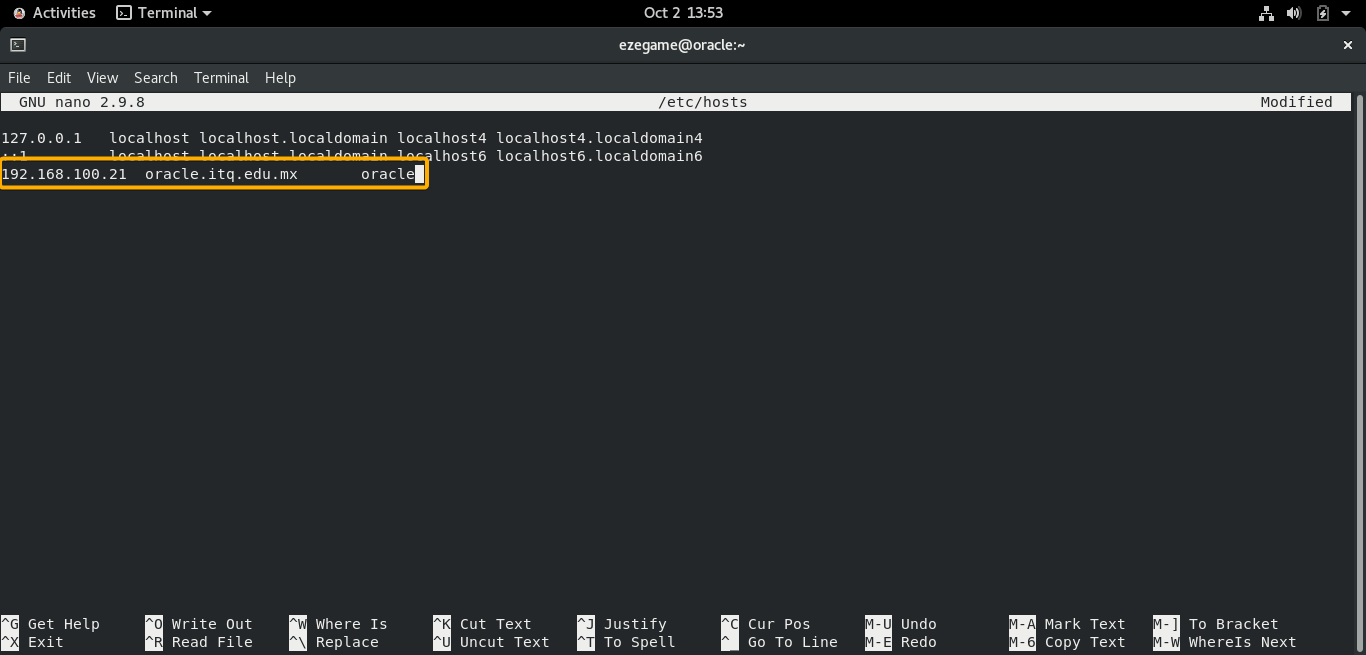 Activities Terminal Oct 2 13:53
ezegame@oracle:~
File Edit View Search Terminal Help
GNU nano 2.9.8 /etc/hosts Modified
127.0.0.1 localhost localhost.localdomain localhost4 localhost4.localdomain4
::1 localhost localhost.localdomain localhost6 localhost6.localdomain6
192.168.100.21 oracle.itq.edu.mx oracle
^G Get Help ^O Write Out ^W Where Is ^K Cut Text ^J Justify ^C Cur Pos M-U Undo M-A Mark Text M-] To Bracket
^X Exit ^R Read File ^\ Replace ^U Uncut Text ^T To Spell ^_ Go To Line M-E Redo M-6 Copy Text M-W WhereIs Next